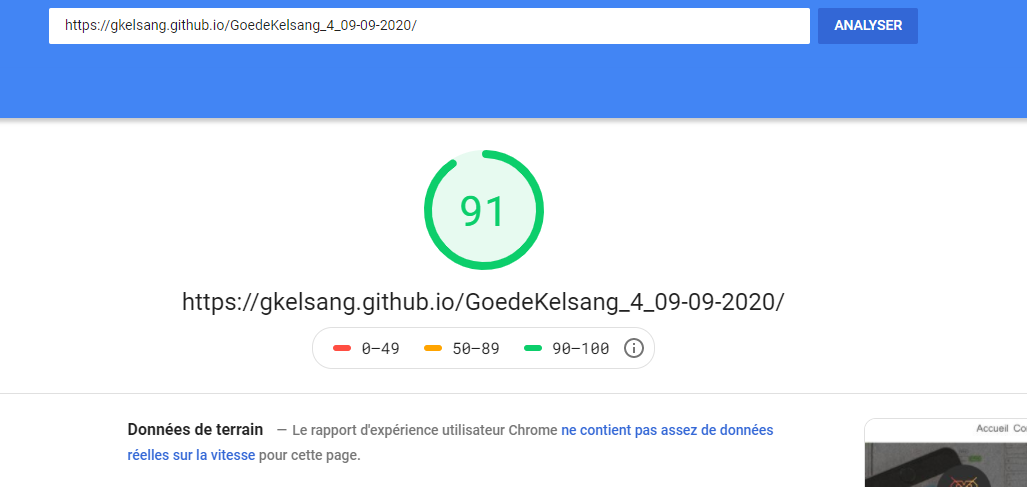 https://gkelsang.github.io/GoedeKelsang_4_09-09-2020/ ANALYSER
91
https://gkelsang.github.io/GoedeKelsang_4_09-09-2020/
0–49 50–89 90–100
Données de terrain — Le rapport d'expérience utilisateur Chrome ne contient pas assez de données
réelles sur la vitesse pour cette page.
Accueil